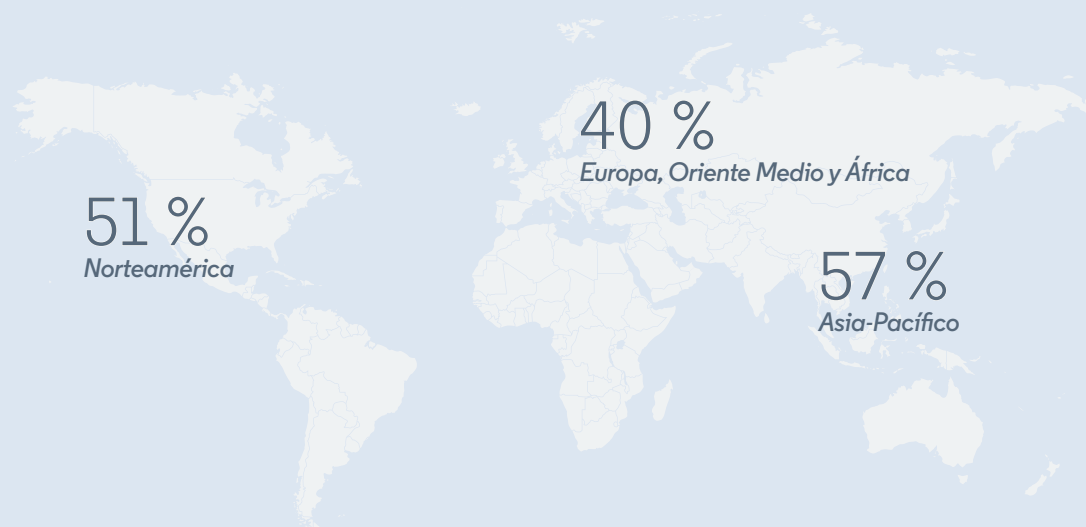 40 %
Europa, Oriente Medio y África
51 %
Norteamérica
57 %
Asia-Pacífico